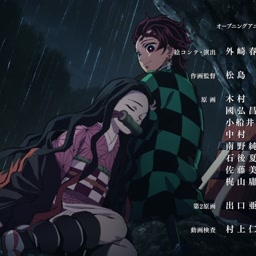 オープニングアニ
絵コンテ・演出 外崎春
作画監督 松島
原画 木村
國弘昌
小船井
中村
南野純
石後夏
佐藤美
梶山庸
第2原画 出口亜
動画検査 村上仁